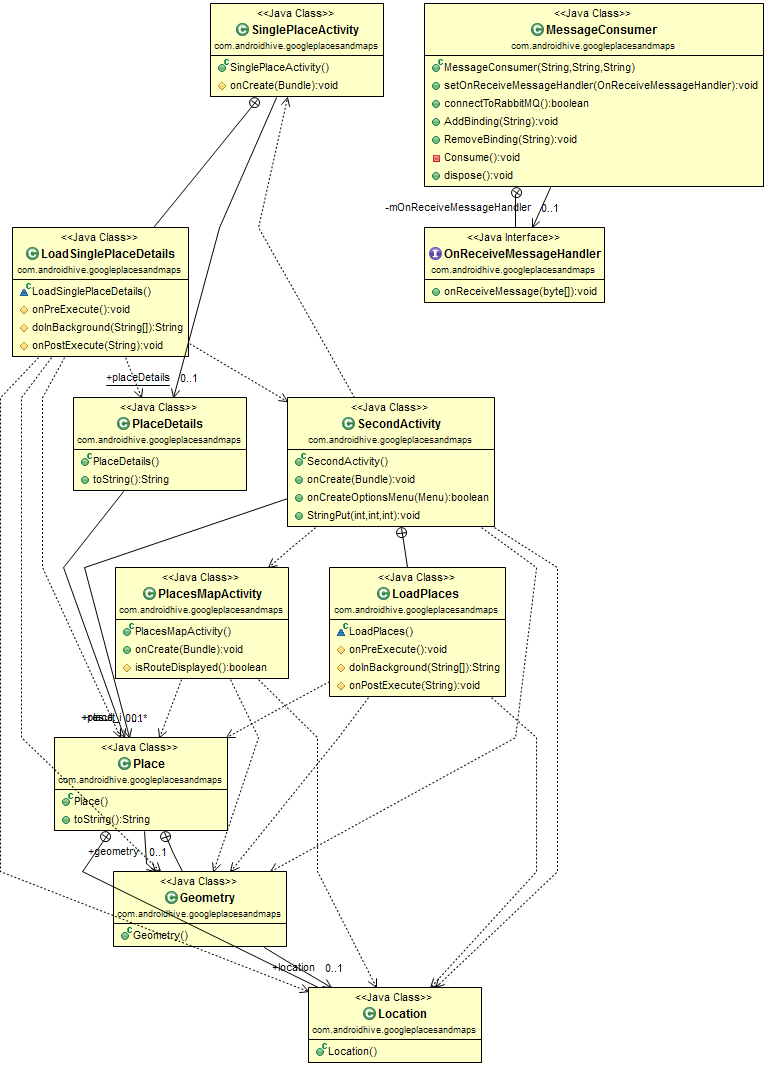 <<Java Class>>
SinglePlaceActivity
com.androidhive.googleplacesandmaps
SinglePlaceActivity()
onCreate(Bundle):void
<<Java Class>>
MessageConsumer
com.androidhive.googleplacesandmaps
MessageConsumer(String,String,String)
setOnReceiveMessageHandler(OnReceiveMessageHandler):void
connectToRabbitMQ():boolean
AddBinding(String):void
RemoveBinding(String):void
Consume():void
dispose():void
-mOnReceiveMessageHandler 0..1
<<Java Class>>
LoadSinglePlaceDetails
com.androidhive.googleplacesandmaps
LoadSinglePlaceDetails()
onPreExecute():void
doInBackground(String[]):String
onPostExecute(String):void
<<Java Interface>>
OnReceiveMessageHandler
com.androidhive.googleplacesandmaps
onReceiveMessage(byte[]):void
+placeDetails 0..1
<<Java Class>>
PlaceDetails
com.androidhive.googleplacesandmaps
PlaceDetails()
toString():String
<<Java Class>>
SecondActivity
com.androidhive.googleplacesandmaps
SecondActivity()
onCreate(Bundle):void
onCreateOptionsMenu(Menu):boolean
StringPut(int,int,int):void
<<Java Class>>
PlacesMapActivity
com.androidhive.googleplacesandmaps
PlacesMapActivity()
onCreate(Bundle):void
isRouteDisplayed():boolean
<<Java Class>>
LoadPlaces
com.androidhive.googleplacesandmaps
LoadPlaces()
onPreExecute():void
doInBackground(String[]):String
onPostExecute(String):void
<<Java Class>>
Place
com.androidhive.googleplacesandmaps
Place()
toString():String
+geometry 0..1
<<Java Class>>
Geometry
com.androidhive.googleplacesandmaps
Geometry()
+location 0..1
<<Java Class>>
Location
com.androidhive.googleplacesandmaps
Location()